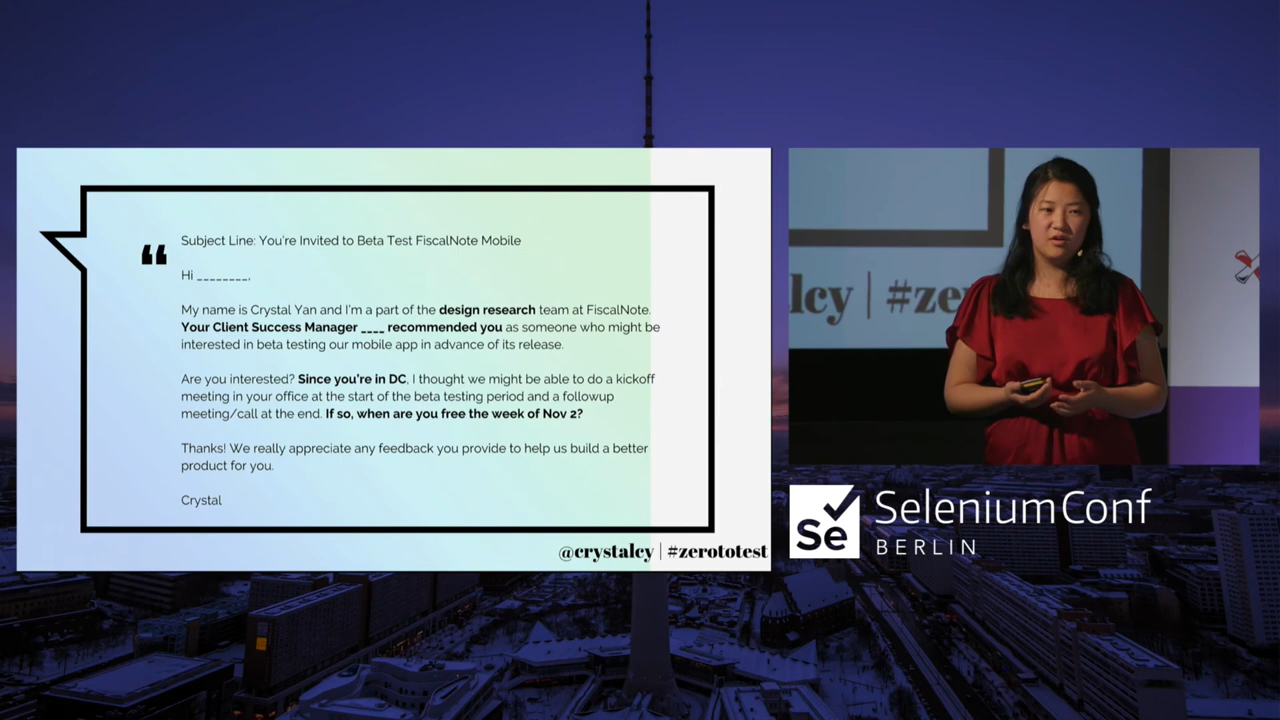 ❝
Subject Line: You're Invited to Beta Test FiscalNote Mobile
Hi ________,
My name is Crystal Yan and I'm a part of the design research team at FiscalNote.
Your Client Success Manager ____ recommended you as someone who might be
interested in beta testing our mobile app in advance of its release.
Are you interested? Since you're in DC, I thought we might be able to do a kickoff
meeting in your office at the start of the beta testing period and a followup
meeting/call at the end. If so, when are you free the week of Nov 2?
Thanks! We really appreciate any feedback you provide to help us build a better
product for you.
Crystal
@crystalcy | #zerototest
lcy | #ze
Se
SeleniumConf
BERLIN